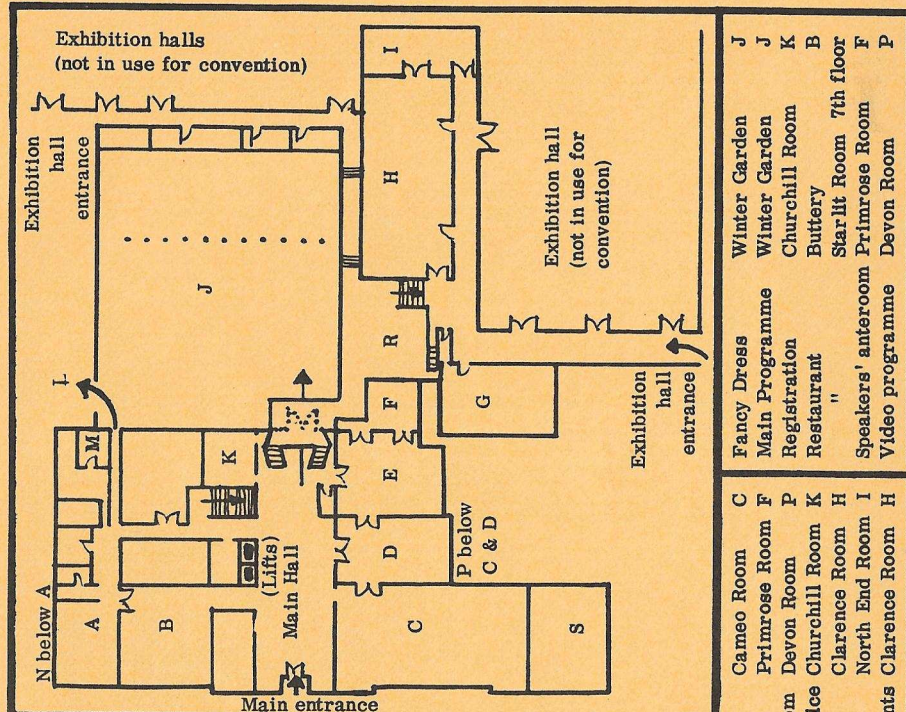 Exhibition halls
(not in use for convention)
Exhibition
hall
entrance
I
H
J
Exhibition hall
(not in use for
convention)
L
R
M
K
F
G
E
N below A
(Lifts)
Main Hall
D
P below
C & D
Exhibition
hall
entrance
A
B
C
S
Main entrance
Fancy Dress Winter Garden J
Main Programme Winter Garden J
Registration Churchill Room K
Restaurant Buttery B
" Starlit Room 7th floor
Speakers' anteroom Primrose Room F
Video programme Devon Room P
Cameo Room C
Primrose Room F
om Devon Room P
ice Churchill Room K
Clarence Room H
North End Room I
nts Clarence Room H